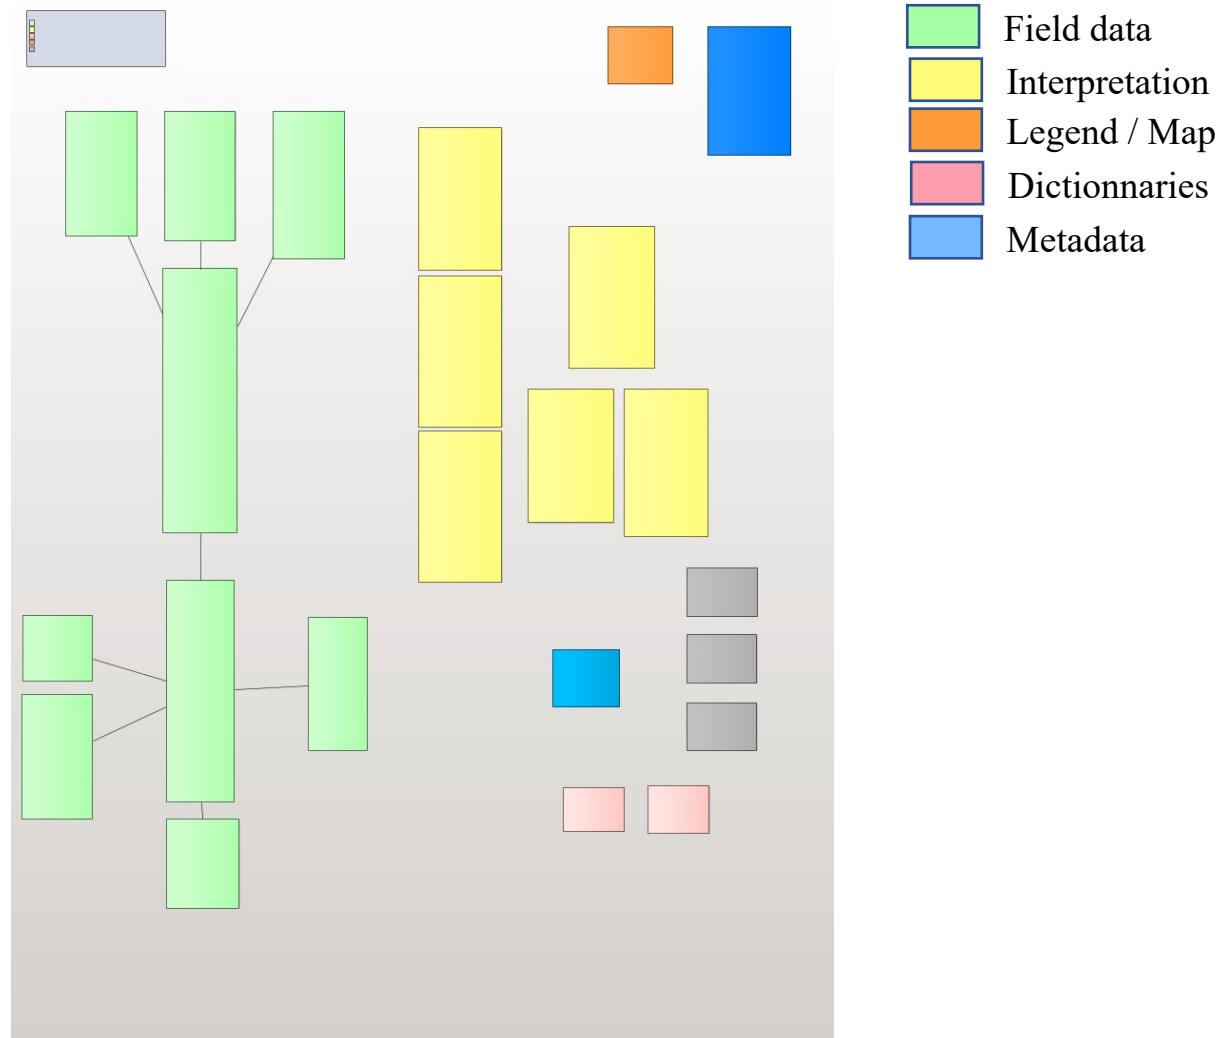 Field data
Interpretation
Legend / Map
Dictionnaries
Metadata